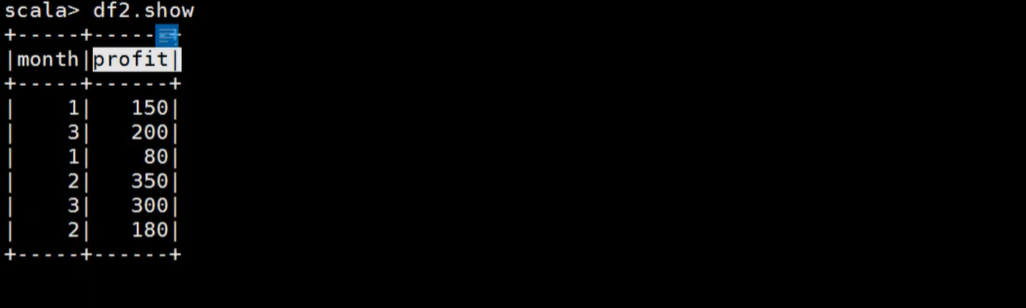 scala> df2.show
+-----+------+
|month|profit|
+-----+------+
|    1|   150|
|    3|   200|
|    1|    80|
|    2|   350|
|    3|   300|
|    2|   180|
+-----+------+